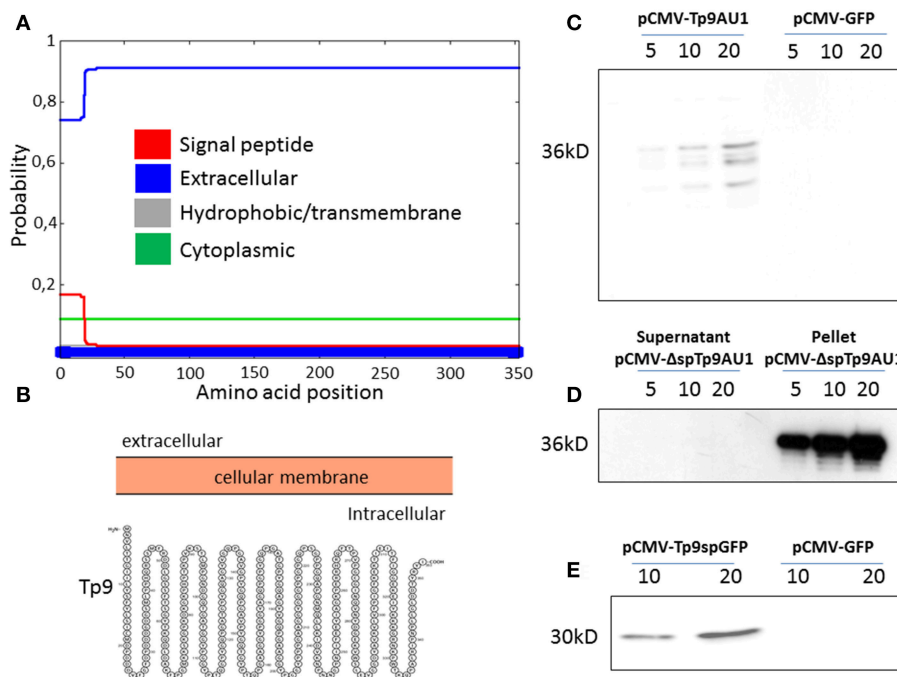 A
1
0,8
0,6
0,4
0,2
Probability
Signal peptide
Extracellular
Hydrophobic/transmembrane
Cytoplasmic
0 50 100 150 200 250 300 350
Amino acid position
B
extracellular
cellular membrane
Intracellular
H₂N-
Tp9
COOH
C
pCMV-Tp9AU1 pCMV-GFP
5 10 20 5 10 20
36kD
D
Supernatant Pellet
pCMV-ΔspTp9AU1 pCMV-ΔspTp9AU1
5 10 20 5 10 20
36kD
E
pCMV-Tp9spGFP pCMV-GFP
10 20 10 20
30kD